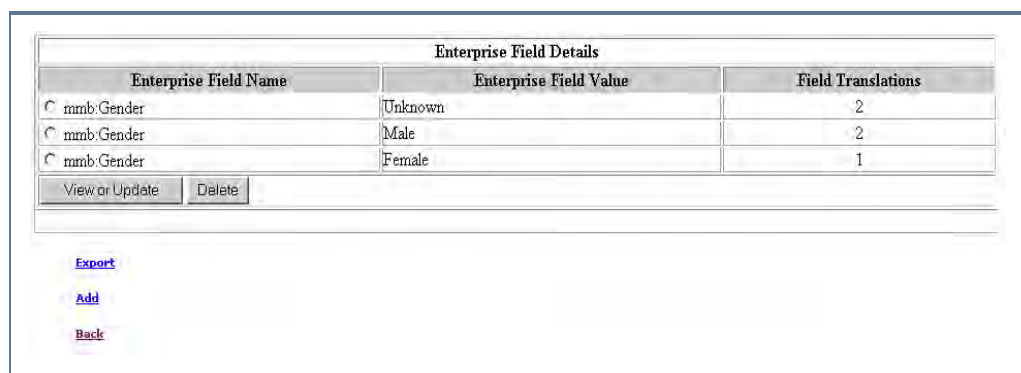 Enterprise Field Details
Enterprise Field Name Enterprise Field Value Field Translations
mmb:Gender Unknown 2
mmb:Gender Male 2
mmb:Gender Female 1
View or Update Delete
Export
Add
Back